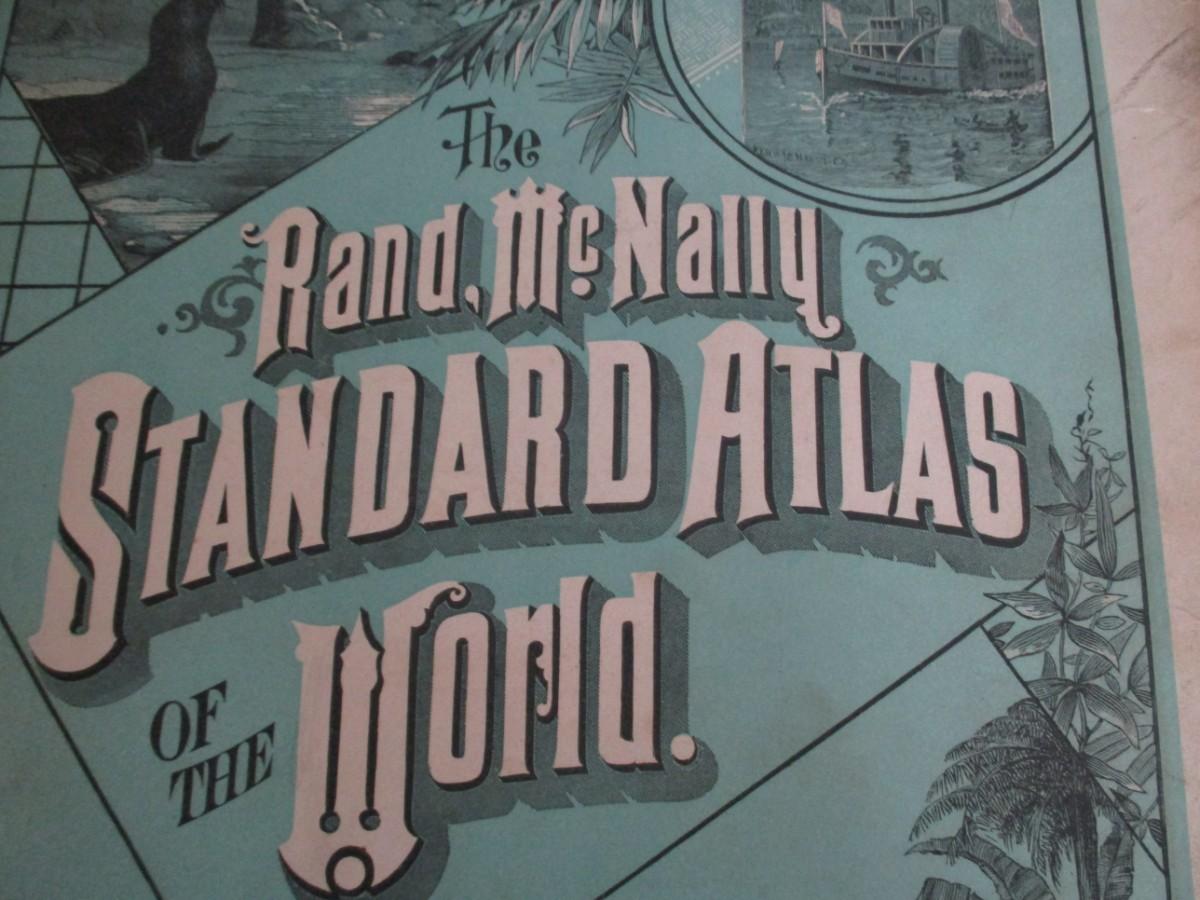 The
Rand, McNally
STANDARD ATLAS
OF THE
World.